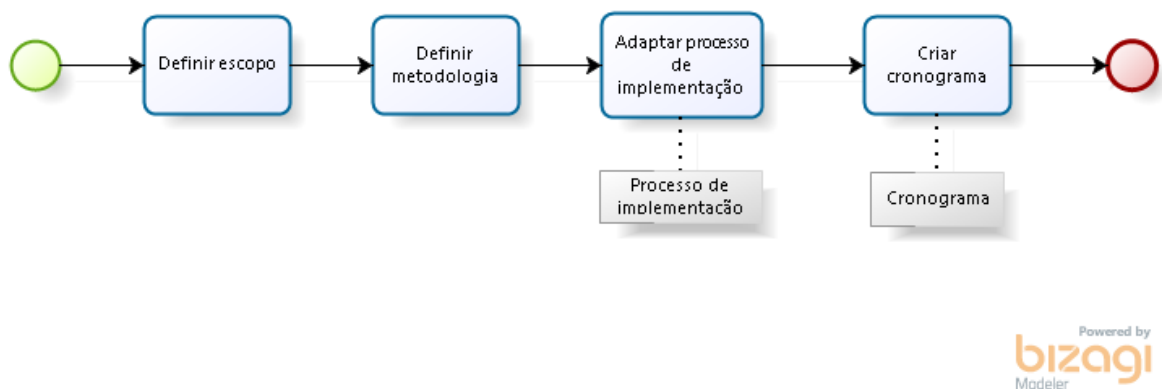 Definir escopo
Definir
metodologia
Adaptar processo
de
implementação
Criar
cronograma
Processo de
implementação
Cronograma
Powered by
bizagi
Modeler